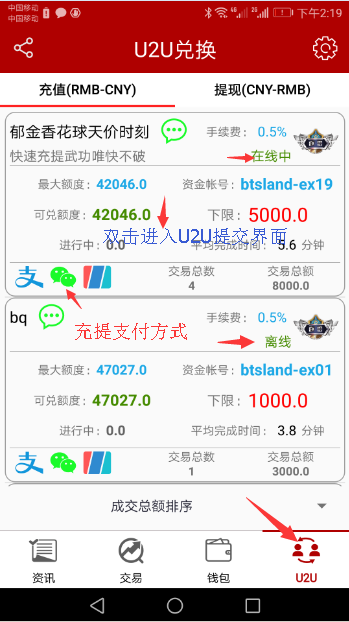 中国移动
中国移动
4G 2G 下午2:19
U2U兑换
充值(RMB-CNY) 提现(CNY-RMB)
郁金香花球天价时刻 手续费： 0.5%
快速充提武功唯快不破 在线中
最大额度： 42046.0 资金帐号： btsland-ex19
可兑额度： 42046.0 下限： 5000.0
双击进入U2U提交界面
进行中： 0.0 平均完成时间： 5.6 分钟
支 交易总数 交易总额
4 8000.0
bq 手续费： 0.5%
充提支付方式 离线
最大额度： 47027.0 资金帐号： btsland-ex01
可兑额度： 47027.0 下限： 1000.0
进行中： 0.0 平均完成时间： 3.8 分钟
支 交易总数 交易总额
1 3000.0
成交总额排序
资讯 交易 钱包 U2U